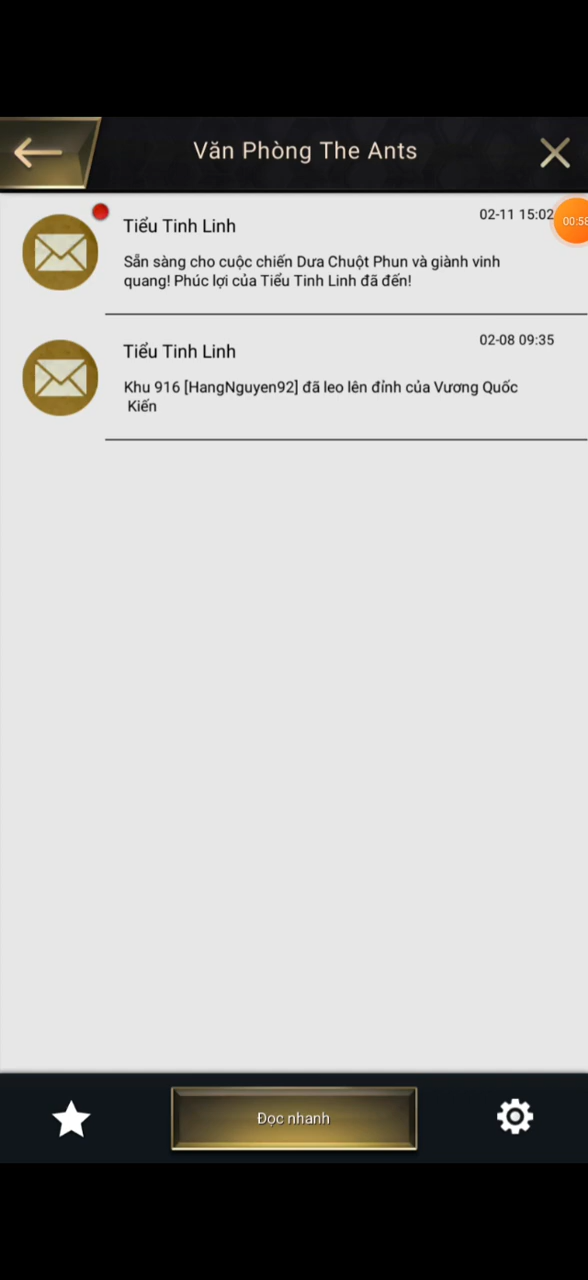 Văn Phòng The Ants
02-11 15:02
00:58
Tiểu Tinh Linh
Sẵn sàng cho cuộc chiến Dưa Chuột Phun và giành vinh
quang! Phúc lợi của Tiểu Tinh Linh đã đến!
02-08 09:35
Tiểu Tinh Linh
Khu 916 [HangNguyen92] đã leo lên đỉnh của Vương Quốc
Kiến
Đọc nhanh